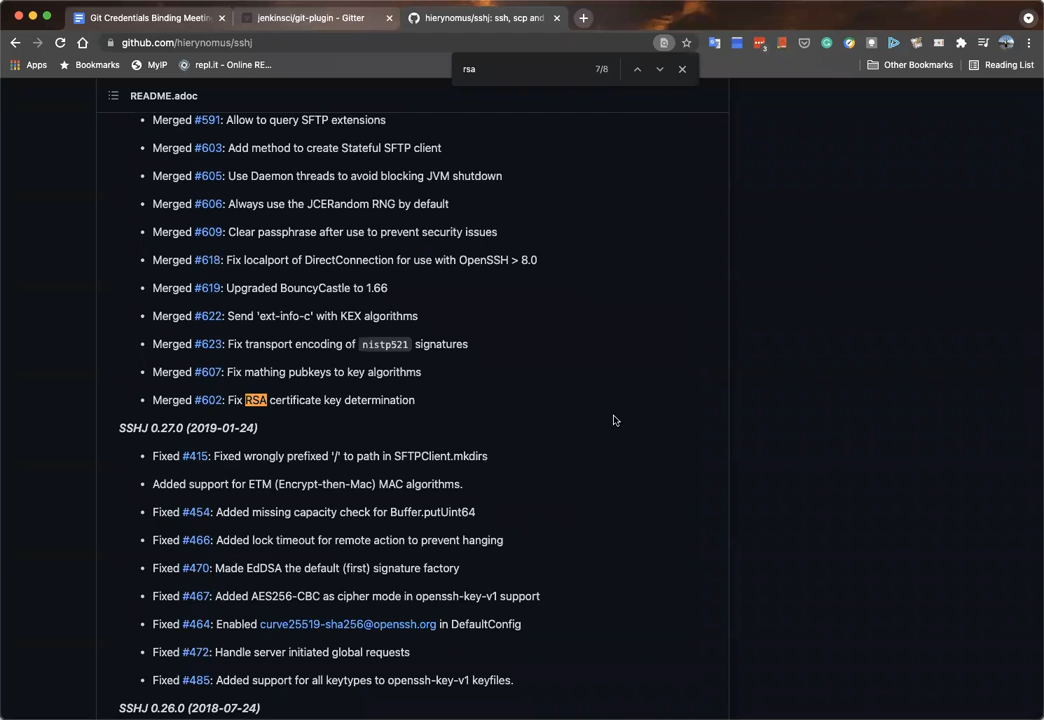 Git Credentials Binding Meetin
jenkinsci/git-plugin - Gitter
hierynomus/sshj: ssh, scp and
github.com/hierynomus/sshj
Apps
Bookmarks
MyIP
repl.it - Online RE...
Other Bookmarks
Reading List
rsa
7/8
README.adoc
• Merged #591: Allow to query SFTP extensions
• Merged #603: Add method to create Stateful SFTP client
• Merged #605: Use Daemon threads to avoid blocking JVM shutdown
• Merged #606: Always use the JCERandom RNG by default
• Merged #609: Clear passphrase after use to prevent security issues
• Merged #618: Fix localport of DirectConnection for use with OpenSSH > 8.0
• Merged #619: Upgraded BouncyCastle to 1.66
• Merged #622: Send 'ext-info-c' with KEX algorithms
• Merged #623: Fix transport encoding of nistp521 signatures
• Merged #607: Fix mathing pubkeys to key algorithms
• Merged #602: Fix RSA certificate key determination
SSHJ 0.27.0 (2019-01-24)
• Fixed #415: Fixed wrongly prefixed '/' to path in SFTPClient.mkdirs
• Added support for ETM (Encrypt-then-Mac) MAC algorithms.
• Fixed #454: Added missing capacity check for Buffer.putUint64
• Fixed #466: Added lock timeout for remote action to prevent hanging
• Fixed #470: Made EdDSA the default (first) signature factory
• Fixed #467: Added AES256-CBC as cipher mode in openssh-key-v1 support
• Fixed #464: Enabled curve25519-sha256@openssh.org in DefaultConfig
• Fixed #472: Handle server initiated global requests
• Fixed #485: Added support for all keytypes to openssh-key-v1 keyfiles.
SSHJ 0.26.0 (2018-07-24)